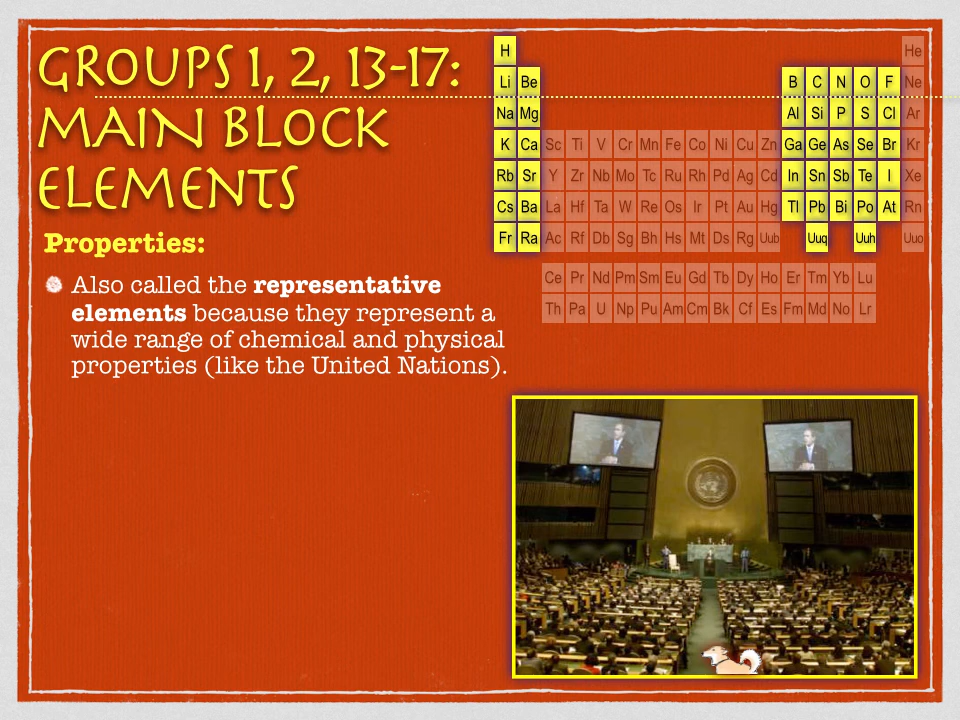 Groups 1, 2, 13-17:
Main Block
Elements
Properties:
Also called the representative
elements because they represent a
wide range of chemical and physical
properties (like the United Nations).
H He
Li Be B C N O F Ne
Na Mg Al Si P S Cl Ar
K Ca Sc Ti V Cr Mn Fe Co Ni Cu Zn Ga Ge As Se Br Kr
Rb Sr Y Zr Nb Mo Tc Ru Rh Pd Ag Cd In Sn Sb Te I Xe
Cs Ba La Hf Ta W Re Os Ir Pt Au Hg Tl Pb Bi Po At Rn
Fr Ra Ac Rf Db Sg Bh Hs Mt Ds Rg Uub Uuq Uuh Uuo
Ce Pr Nd Pm Sm Eu Gd Tb Dy Ho Er Tm Yb Lu
Th Pa U Np Pu Am Cm Bk Cf Es Fm Md No Lr